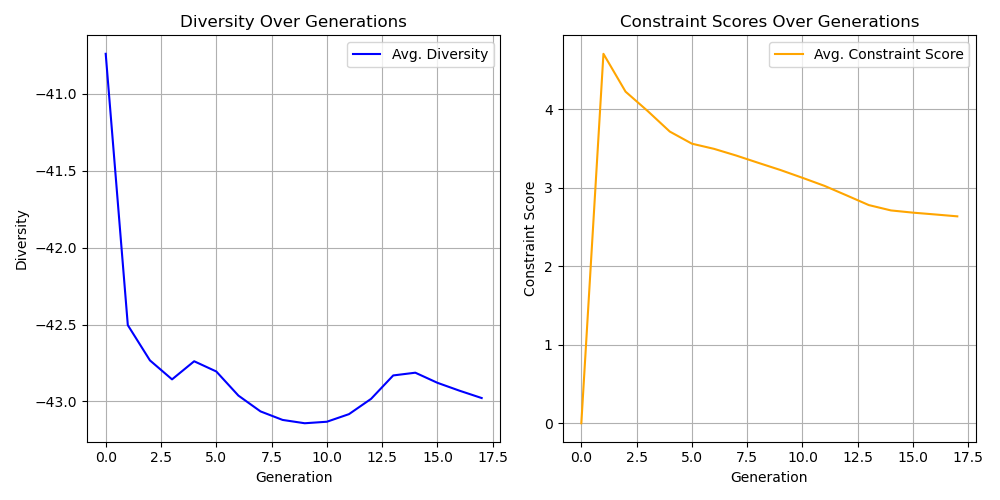 Diversity Over Generations
Avg. Diversity
−41.0
−41.5
−42.0
−42.5
−43.0
Diversity
0.0 2.5 5.0 7.5 10.0 12.5 15.0 17.5
Generation
Constraint Scores Over Generations
Avg. Constraint Score
4
3
2
1
0
Constraint Score
0.0 2.5 5.0 7.5 10.0 12.5 15.0 17.5
Generation